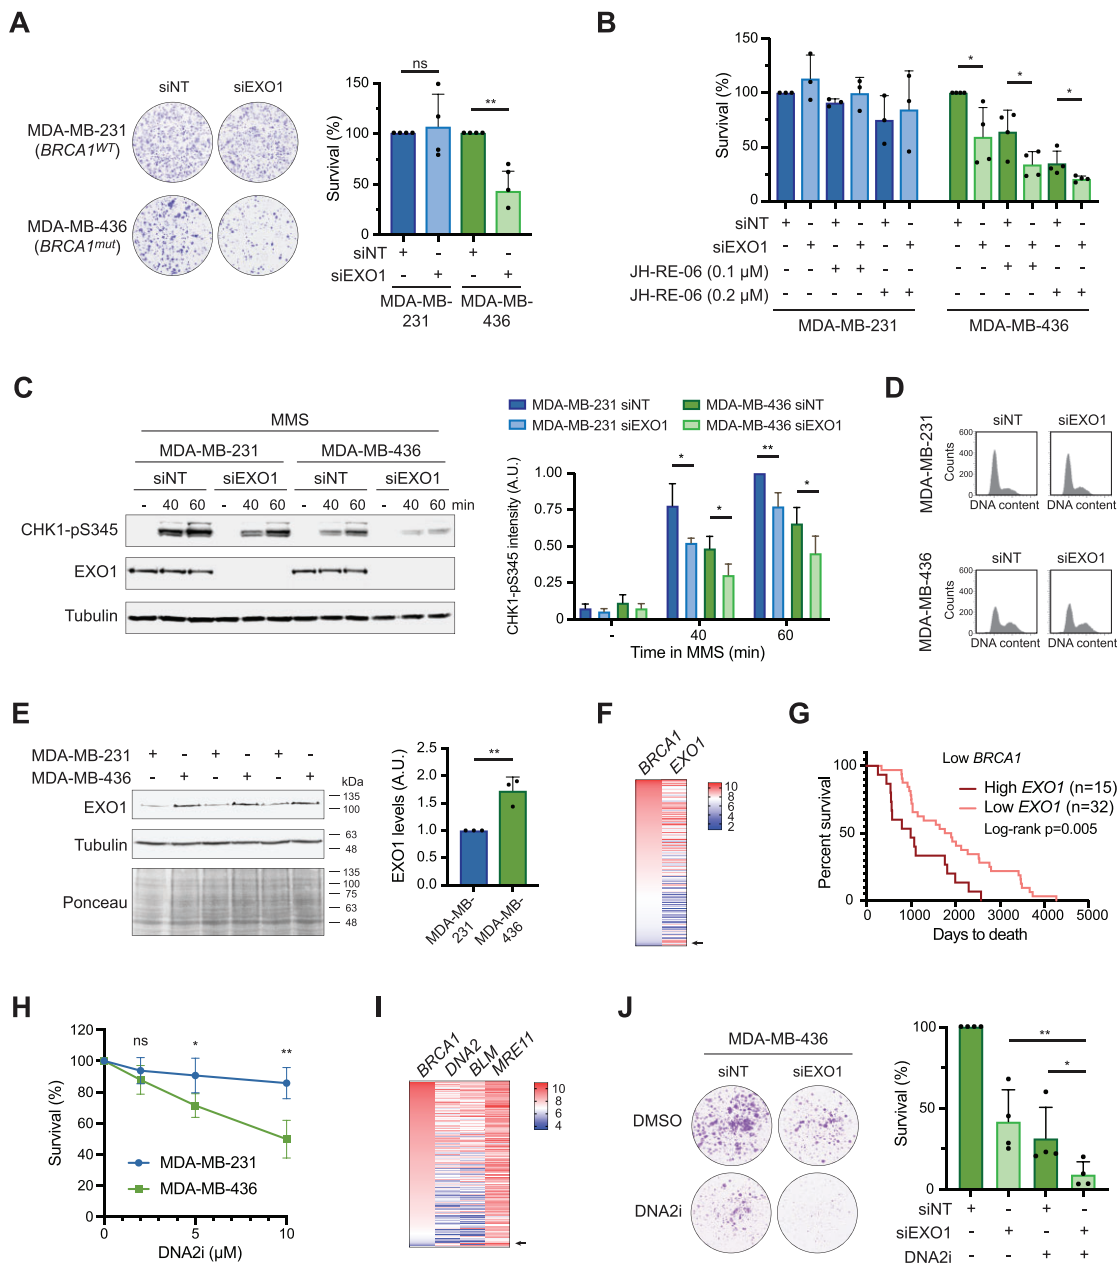 A
siNT siEXO1
MDA-MB-231
(BRCA1WT)
MDA-MB-436
(BRCA1mut)
Survival (%)
150
100
50
0
ns
**
siNT + - + -
siEXO1 - + - +
MDA-MB-231
MDA-MB-436
B
Survival (%)
150
100
50
0
* * *
siNT + - + - + - + - + - + -
siEXO1 - + - + - + - + - + - +
JH-RE-06 (0.1 µM) - - + + - - - - + + - -
JH-RE-06 (0.2 µM) - - - - + + - - - - + +
MDA-MB-231 MDA-MB-436
C
MMS
MDA-MB-231 MDA-MB-436
siNT siEXO1 siNT siEXO1
- 40 60 - 40 60 - 40 60 - 40 60 min
CHK1-pS345
EXO1
Tubulin
MDA-MB-231 siNT MDA-MB-436 siNT
MDA-MB-231 siEXO1 MDA-MB-436 siEXO1
CHK1-pS345 intensity (A.U.)
1.00
0.75
0.50
0.25
0
* * ** *
- 40 60
Time in MMS (min)
D
MDA-MB-231
siNT siEXO1
Counts
600
400
200
0
DNA content DNA content
MDA-MB-436
siNT siEXO1
Counts
600
400
200
0
DNA content DNA content
E
MDA-MB-231 + - + - + -
MDA-MB-436 - + - + - +
kDa
EXO1
135
100
Tubulin
63
48
Ponceau
135
100
75
63
48
EXO1 levels (A.U.)
2.5
2.0
1.5
1.0
0.5
0.0
**
MDA-MB-231
MDA-MB-436
F
BRCA1 EXO1
10
8
6
4
2
G
Low BRCA1
High EXO1 (n=15)
Low EXO1 (n=32)
Log-rank p=0.005
Percent survival
100
50
0
0 1000 2000 3000 4000 5000
Days to death
H
Survival (%)
120
100
80
60
40
20
0
ns * **
MDA-MB-231
MDA-MB-436
0 5 10
DNA2i (µM)
I
BRCA1 DNA2 BLM MRE11
10
8
6
4
J
MDA-MB-436
siNT siEXO1
DMSO
DNA2i
Survival (%)
100
50
0
**
*
siNT + - + -
siEXO1 - + - +
DNA2i - - + +